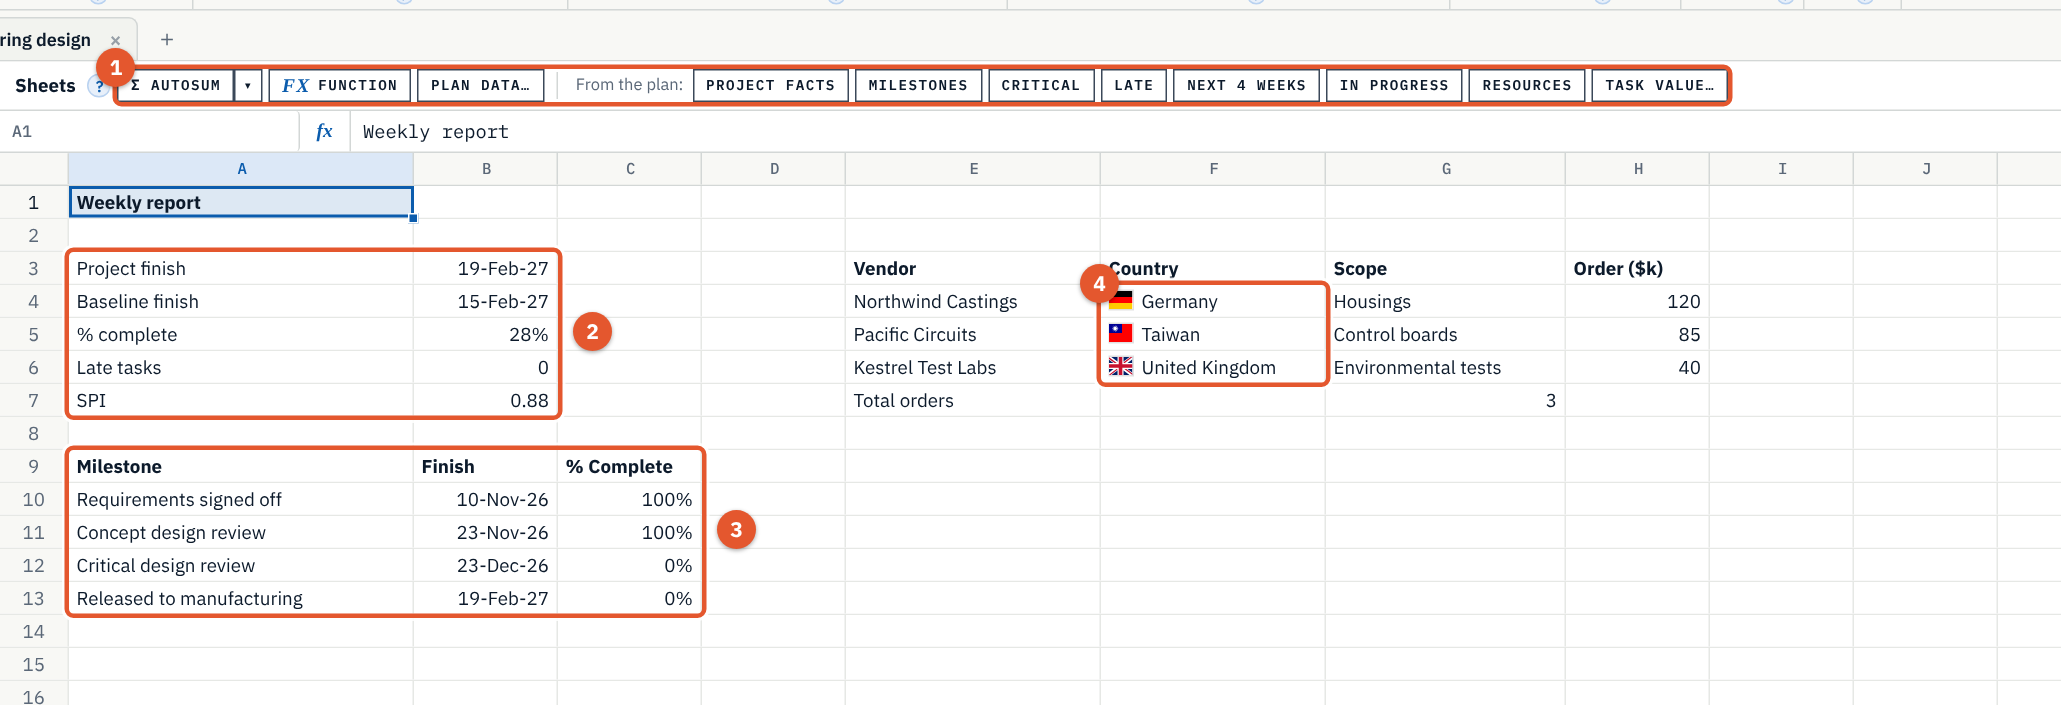 ring design × +
1
Sheets ? Σ AUTOSUM ▾ FX FUNCTION PLAN DATA… From the plan: PROJECT FACTS MILESTONES CRITICAL LATE NEXT 4 WEEKS IN PROGRESS RESOURCES TASK VALUE…
A1 fx Weekly report
A B C D E F G H I J
1 Weekly report
2
3 Project finish 19-Feb-27 Vendor Country Scope Order ($k)
4
4 Baseline finish 15-Feb-27 Northwind Castings Germany Housings 120
5 % complete 28% 2 Pacific Circuits Taiwan Control boards 85
6 Late tasks 0 Kestrel Test Labs United Kingdom Environmental tests 40
7 SPI 0.88 Total orders 3
8
9 Milestone Finish % Complete
10 Requirements signed off 10-Nov-26 100%
11 Concept design review 23-Nov-26 100% 3
12 Critical design review 23-Dec-26 0%
13 Released to manufacturing 19-Feb-27 0%
14
15
16